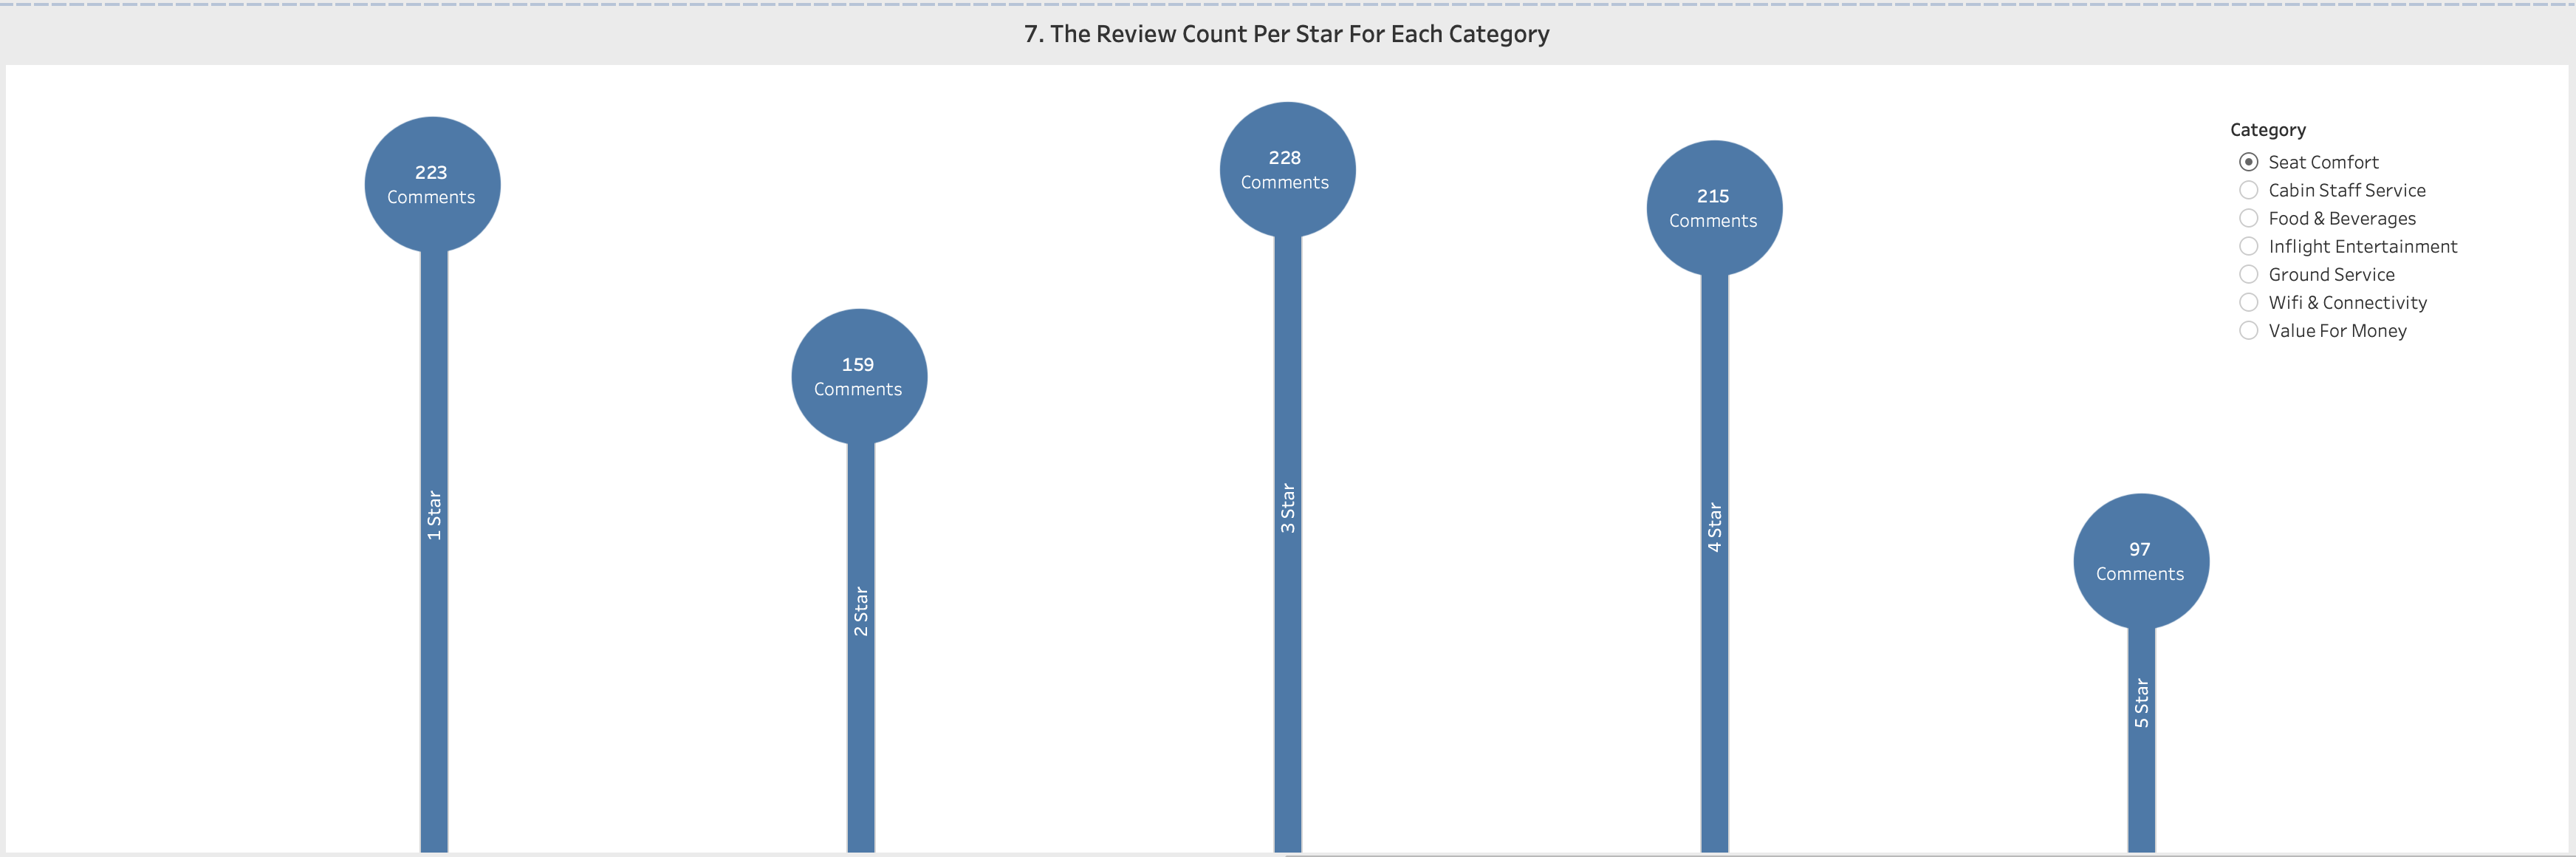 7. The Review Count Per Star For Each Category
223
Comments
1 Star
159
Comments
2 Star
228
Comments
3 Star
215
Comments
4 Star
97
Comments
5 Star
Category
Seat Comfort
Cabin Staff Service
Food & Beverages
Inflight Entertainment
Ground Service
Wifi & Connectivity
Value For Money